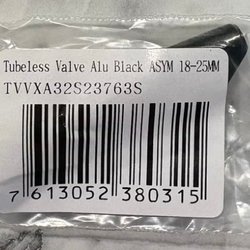 Tubeless Valve Alu Black ASYM 18-25MM
TVVXA32S23763S
7 613052 380315